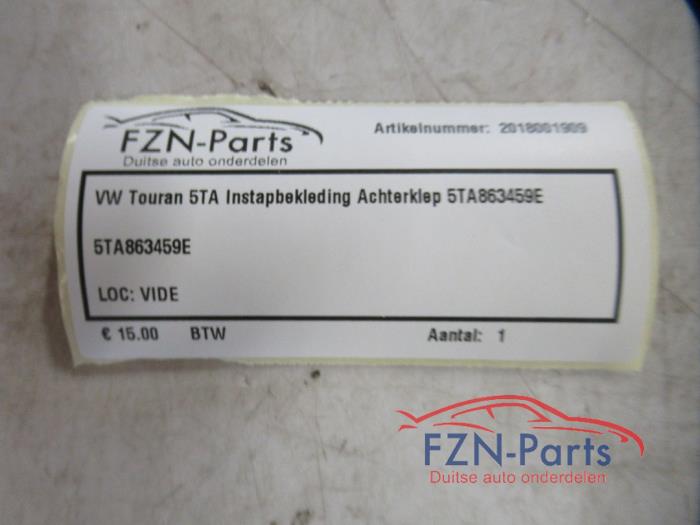 FZN-Parts
Duitse auto onderdelen
Artikelnummer: 2018001909
VW Touran 5TA Instapbekleding Achterklep 5TA863459E
5TA863459E
LOC: VIDE
€ 15.00 BTW Aantal: 1
FZN-Parts
Duitse auto onderdelen